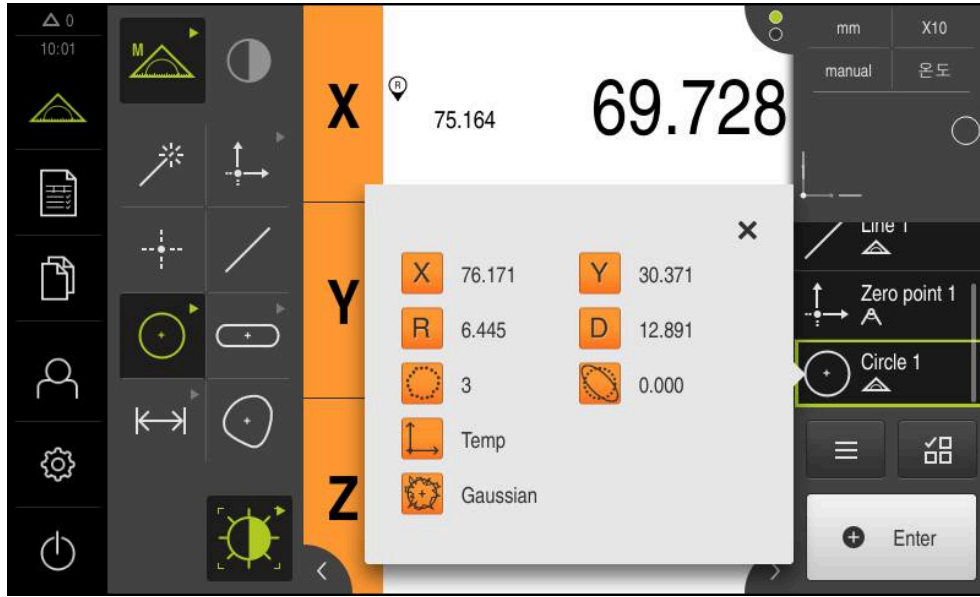 0
10:01
M
X
R
75.164
69.728
mm
X10
manual
온도
X
76.171
Y
30.371
R
6.445
D
12.891
3
0.000
Temp
Gaussian
Y
Z
Line 1
Zero point 1
Circle 1
Enter